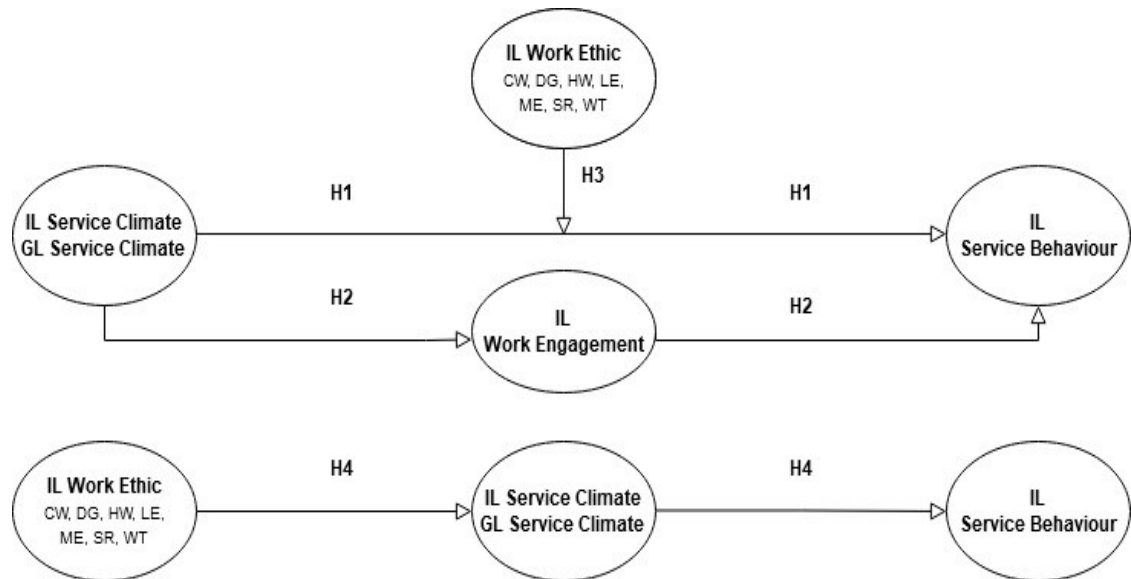 IL Work Ethic
CW, DG, HW, LE,
ME, SR, WT
H3
H1
H1
IL Service Climate
GL Service Climate
IL
Service Behaviour
H2
H2
IL
Work Engagement
H4
H4
IL Work Ethic
CW, DG, HW, LE,
ME, SR, WT
IL Service Climate
GL Service Climate
IL
Service Behaviour